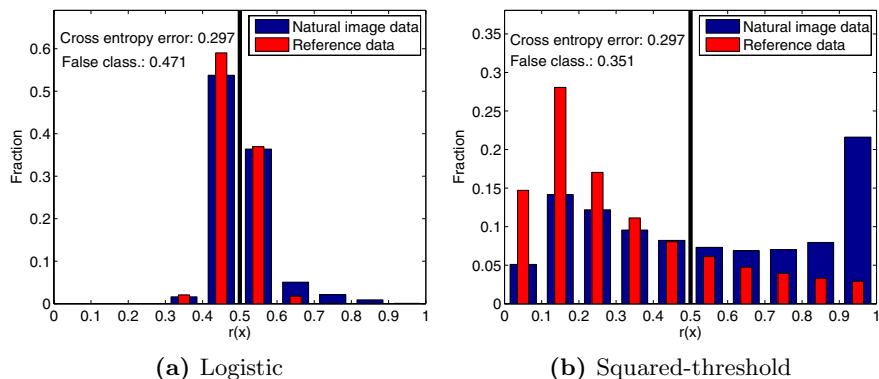 Cross entropy error: 0.297
False class.: 0.471
Natural image data
Reference data
0.6
0.5
0.4
0.3
0.2
0.1
0
Fraction
0 0.1 0.2 0.3 0.4 0.5 0.6 0.7 0.8 0.9 1
r(x)
(a) Logistic
Cross entropy error: 0.297
False class.: 0.351
Natural image data
Reference data
0.35
0.3
0.25
0.2
0.15
0.1
0.05
0
Fraction
0 0.1 0.2 0.3 0.4 0.5 0.6 0.7 0.8 0.9 1
r(x)
(b) Squared-threshold